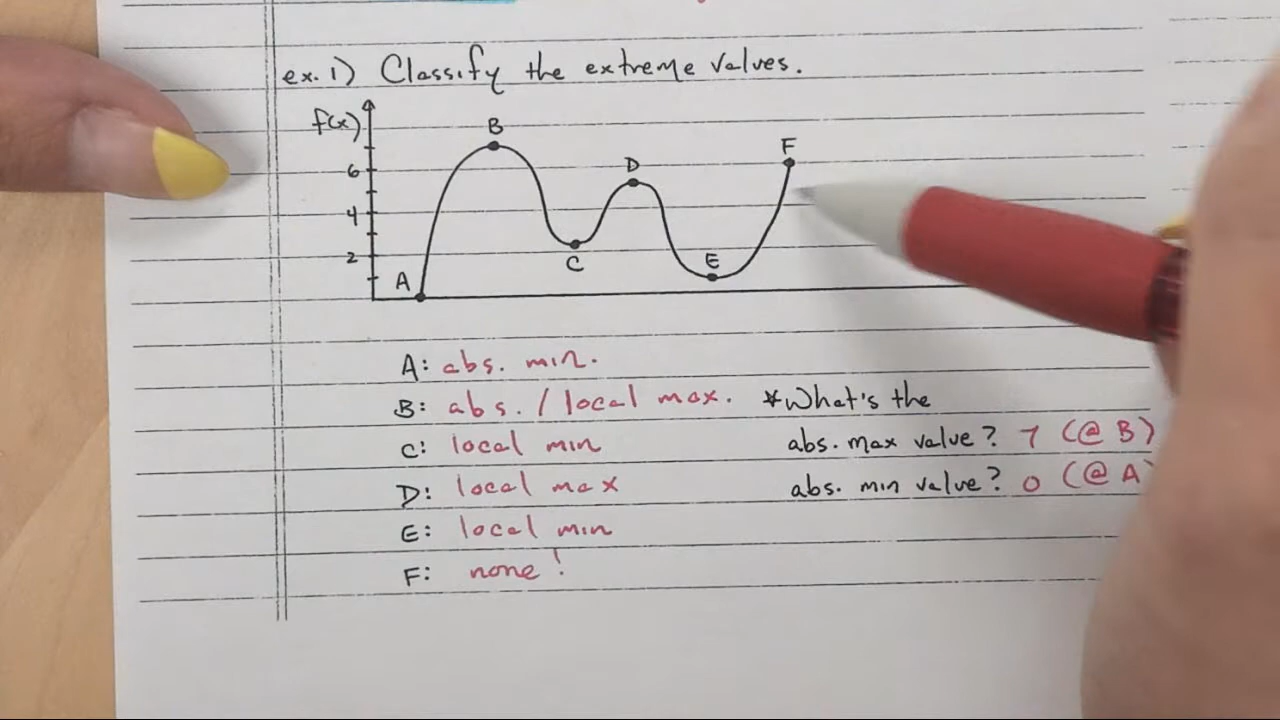 ex. 1) Classify the extreme values.
f(x)
B
F
D
6
4
2
C
E
A
A: abs. min.
B: abs. / local max. *What's the
C: local min abs. max value? 7 (@ B)
D: local max abs. min value? 0 (@ A)
E: local min
F: none!